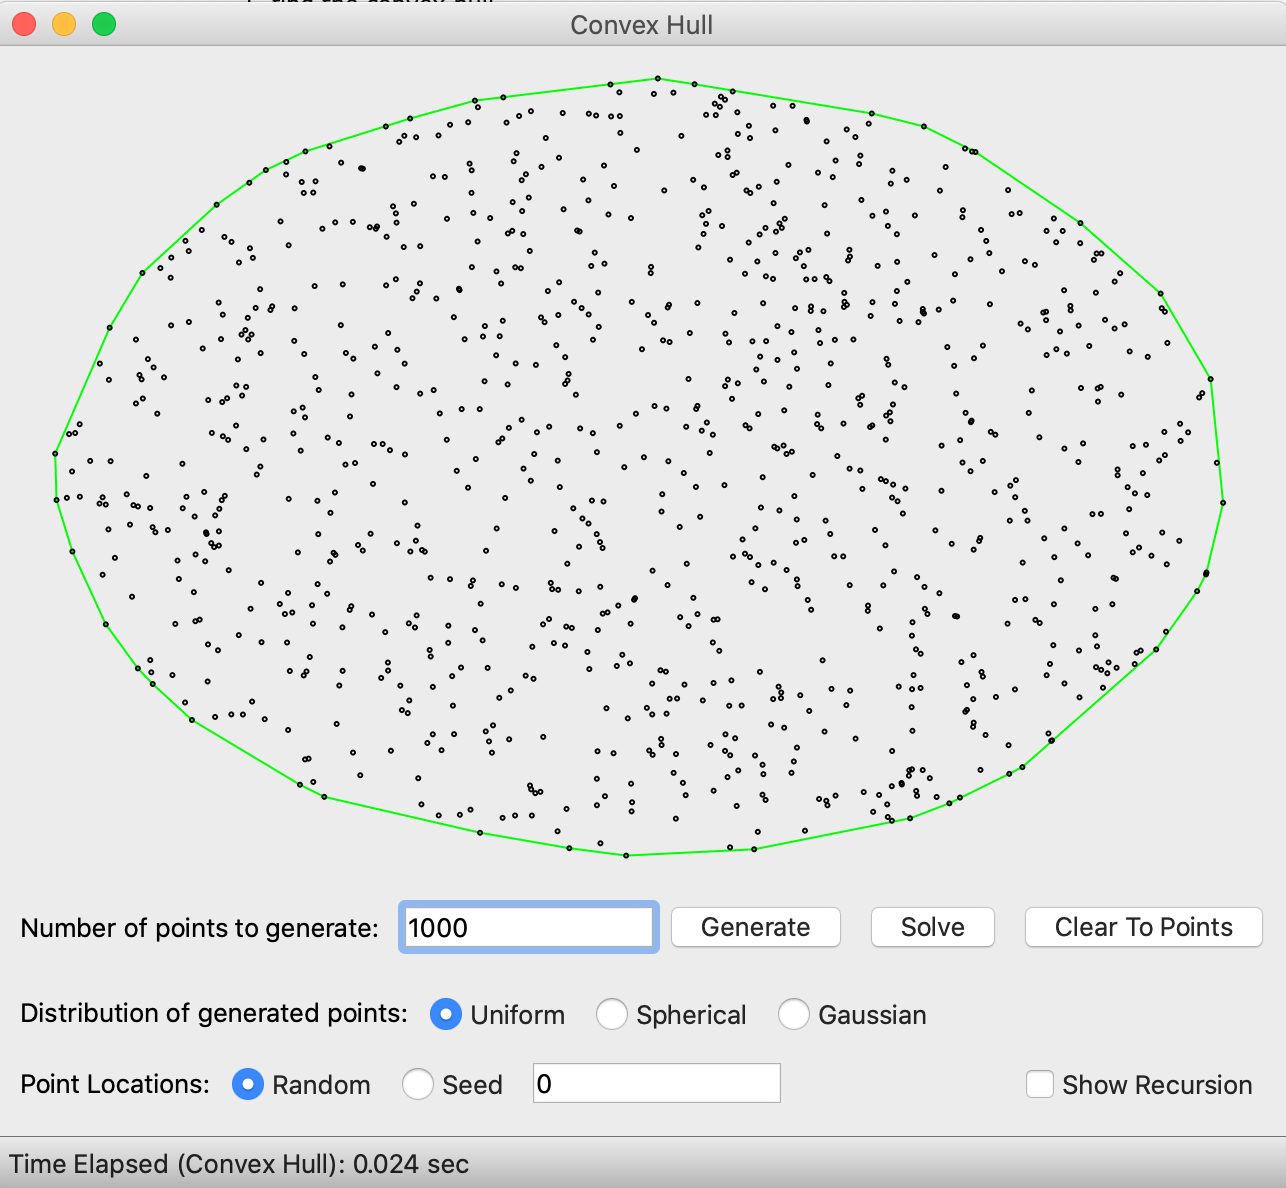 Convex Hull
Number of points to generate: 1000 Generate Solve Clear To Points
Distribution of generated points: Uniform Spherical Gaussian
Point Locations: Random Seed 0 Show Recursion
Time Elapsed (Convex Hull): 0.024 sec